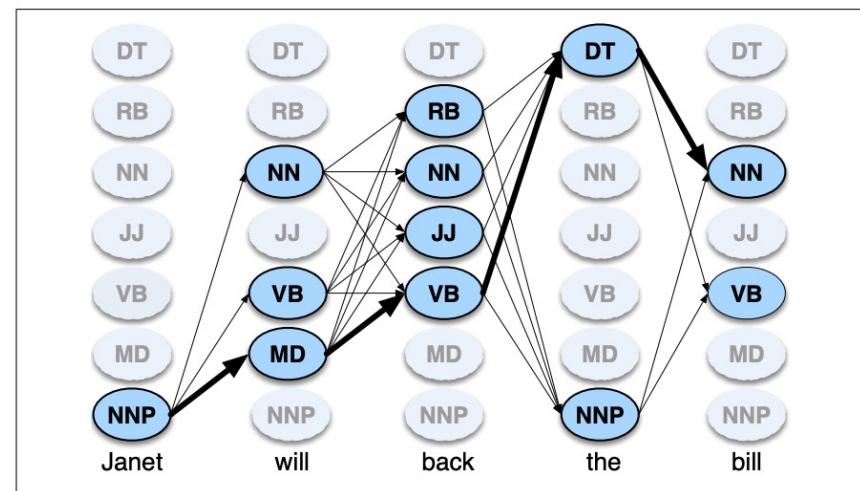 DT DT DT DT DT
RB RB RB RB RB
NN NN NN NN NN
JJ JJ JJ JJ JJ
VB VB VB VB VB
MD MD MD MD MD
NNP NNP NNP NNP NNP
Janet will back the bill